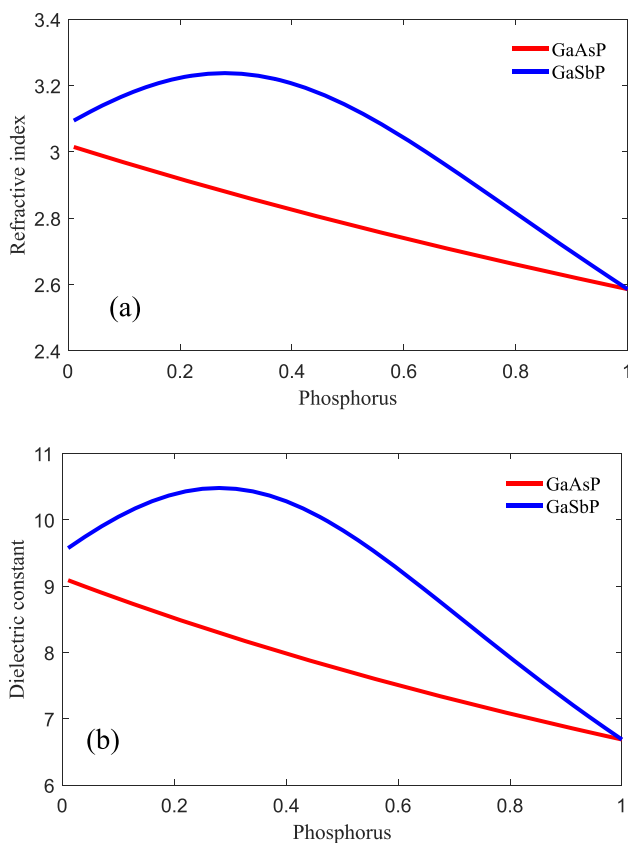 3.4
GaAsP
GaSbP
3.2
3
2.8
2.6
2.4
Refractive index
(a)
0
0.2
0.4
0.6
0.8
1
Phosphorus
11
GaAsP
GaSbP
10
9
8
7
6
Dielectric constant
(b)
0
0.2
0.4
0.6
0.8
1
Phosphorus